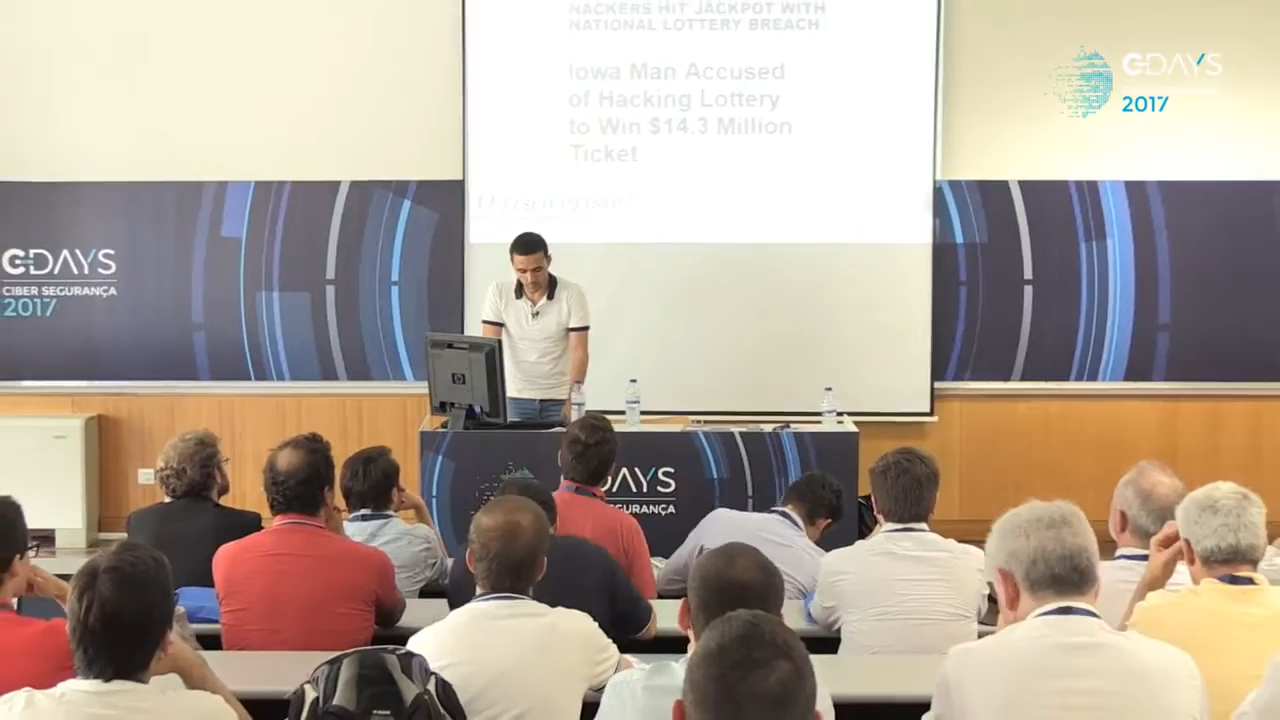 HACKERS HIT JACKPOT WITH
NATIONAL LOTTERY BREACH
Iowa Man Accused
of Hacking Lottery
to Win $14.3 Million
Ticket
G-DAYS
2017
G-DAYS
CIBER SEGURANÇA
2017
DAYS
SEGURANÇA
hp